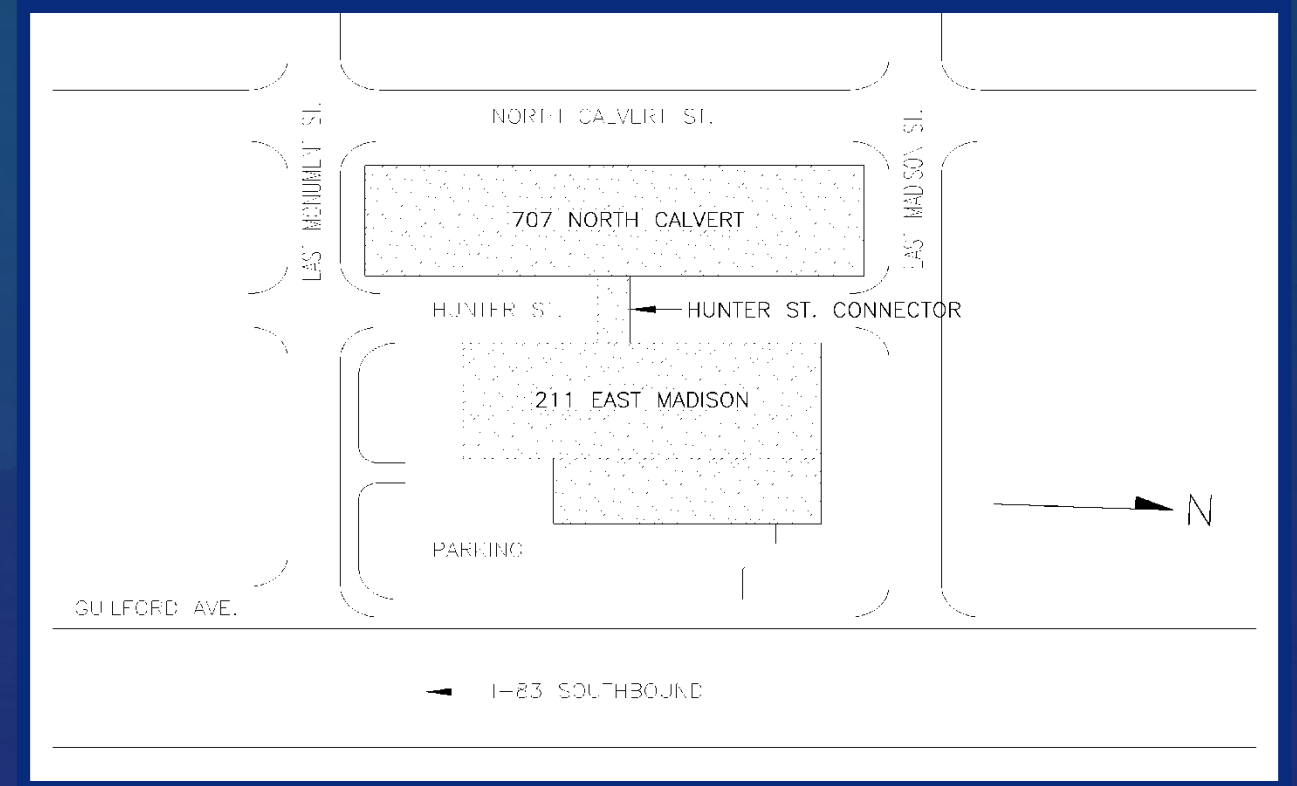 NORTH CALVERT ST.
EAST MONUMENT ST.
EAST MADISON ST.
707 NORTH CALVERT
HUNTER ST.
HUNTER ST. CONNECTOR
211 EAST MADISON
N
PARKING
GUILFORD AVE.
I-83 SOUTHBOUND